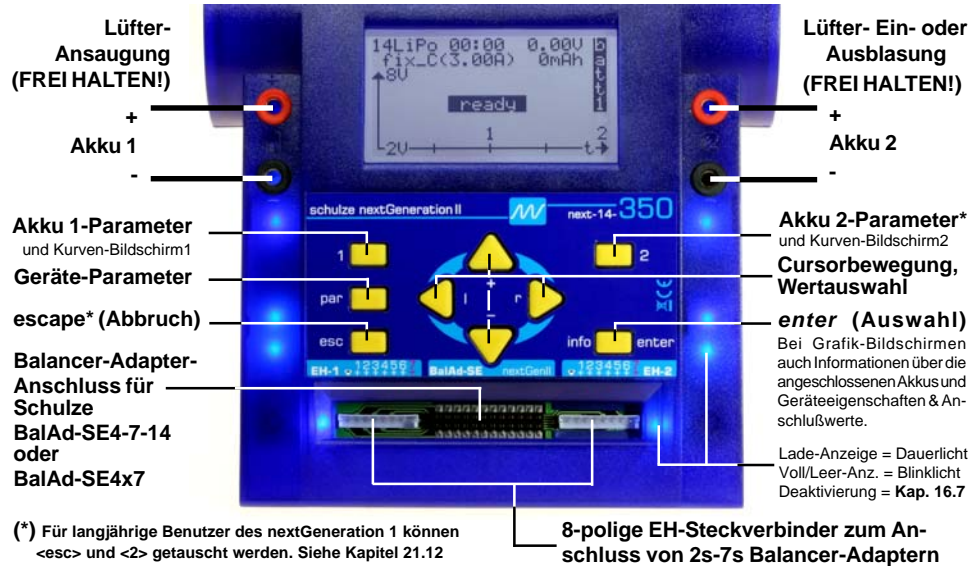 Lüfter-
Ansaugung
(FREI HALTEN!)
+
Akku 1
-
Lüfter- Ein- oder
Ausblasung
(FREI HALTEN!)
+
Akku 2
-
14LiPo 00:00 0.00V
fix_C(3.00A) 0mAh
batt1
8V
ready
1 2
2V t
schulze nextGeneration II next-14-350
1 2
par l + - r
esc info enter
EH-1 123456 BalAd-SE nextGenII 123456 EH-2
Akku 1-Parameter
und Kurven-Bildschirm1
Geräte-Parameter
escape* (Abbruch)
Balancer-Adapter-
Anschluss für
Schulze
BalAd-SE4-7-14
oder
BalAd-SE4x7
Akku 2-Parameter*
und Kurven-Bildschirm2
Cursorbewegung,
Wertauswahl
enter (Auswahl)
Bei Grafik-Bildschirmen
auch Informationen über die
angeschlossenen Akkus und
Geräteeigenschaften & An-
schlußwerte.
Lade-Anzeige = Dauerlicht
Voll/Leer-Anz. = Blinklicht
Deaktivierung = Kap. 16.7
(*) Für langjährige Benutzer des nextGeneration 1 können
<esc> und <2> getauscht werden. Siehe Kapitel 21.12
8-polige EH-Steckverbinder zum An-
schluss von 2s-7s Balancer-Adaptern